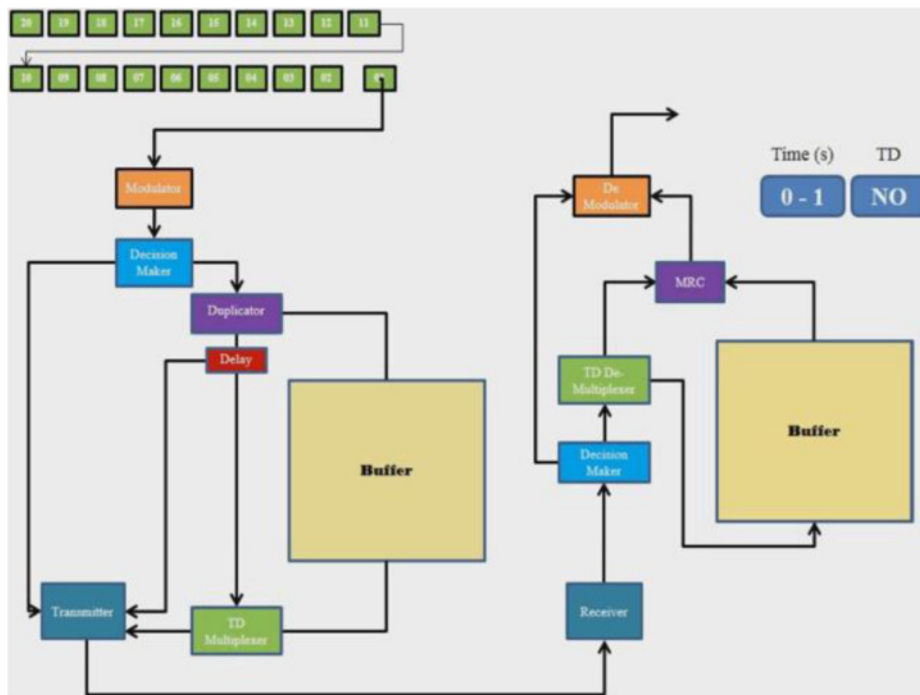 20 19 18 17 16 15 14 13 12 11
10 09 08 07 06 05 04 03 02
Modulator
Decision
Maker
Duplicator
Delay
Buffer
Transmitter
TD
Multiplexer
De
Modulator
Time (s) TD
0 - 1 NO
MRC
TD De-
Multiplexer
Buffer
Decision
Maker
Receiver